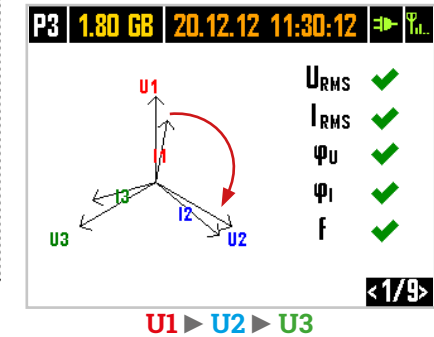 P3 1.80 GB 20.12.12 11:30:12
U1
I1
I3
I2
U3
U2
URMS
IRMS
φU
φI
f
<1/9>
U1 ▶ U2 ▶ U3